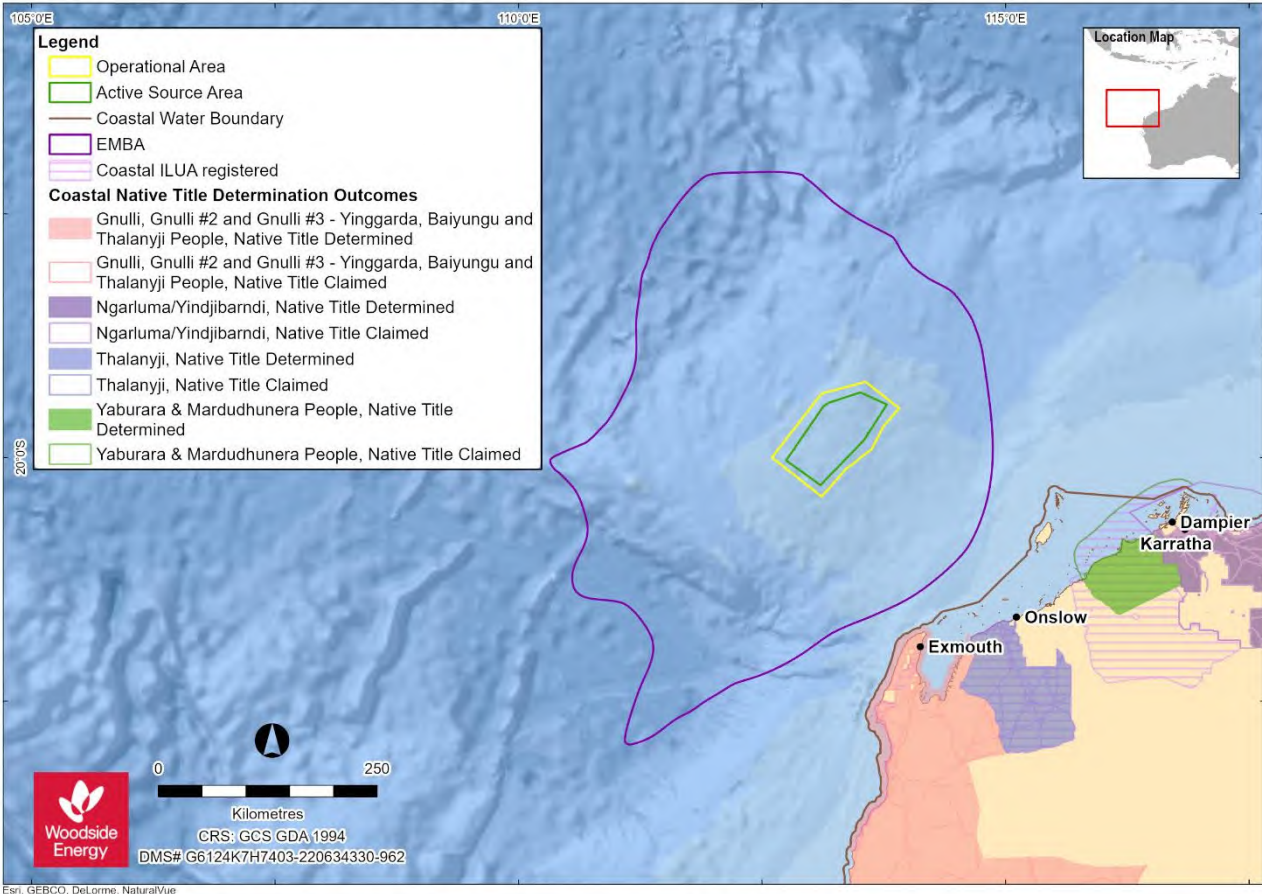 105°0'E
110°0'E
115°0'E
Legend
Operational Area
Active Source Area
Coastal Water Boundary
EMBA
Coastal ILUA registered
Coastal Native Title Determination Outcomes
Gnulli, Gnulli #2 and Gnulli #3 - Yinggarda, Baiyungu and
Thalanyji People, Native Title Determined
Gnulli, Gnulli #2 and Gnulli #3 - Yinggarda, Baiyungu and
Thalanyji People, Native Title Claimed
Ngarluma/Yindjibarndi, Native Title Determined
Ngarluma/Yindjibarndi, Native Title Claimed
Thalanyji, Native Title Determined
Thalanyji, Native Title Claimed
Yaburara & Mardudhunera People, Native Title
Determined
Yaburara & Mardudhunera People, Native Title Claimed
Location Map
20°0'S
Dampier
Karratha
Onslow
Exmouth
0
250
Kilometres
CRS: GCS GDA 1994
DMS# G6124K7H7403-220634330-962
Woodside
Energy
Esri, GEBCO, DeLorme, NaturalVue